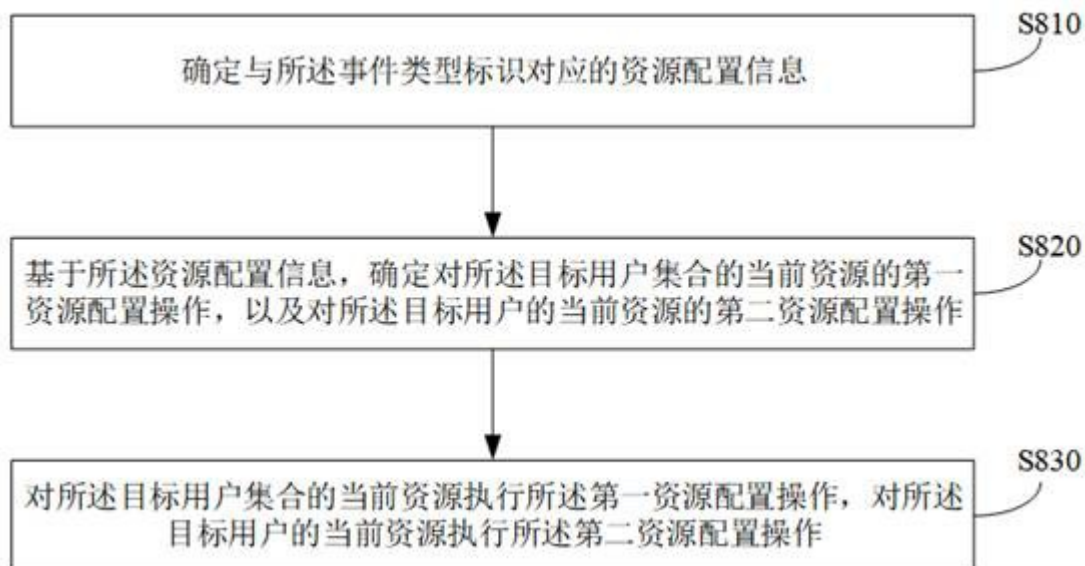 S810
确定与所述事件类型标识对应的资源配置信息
S820
基于所述资源配置信息，确定对所述目标用户集合的当前资源的第一
资源配置操作，以及对所述目标用户的当前资源的第二资源配置操作
S830
对所述目标用户集合的当前资源执行所述第一资源配置操作，对所述
目标用户的当前资源执行所述第二资源配置操作